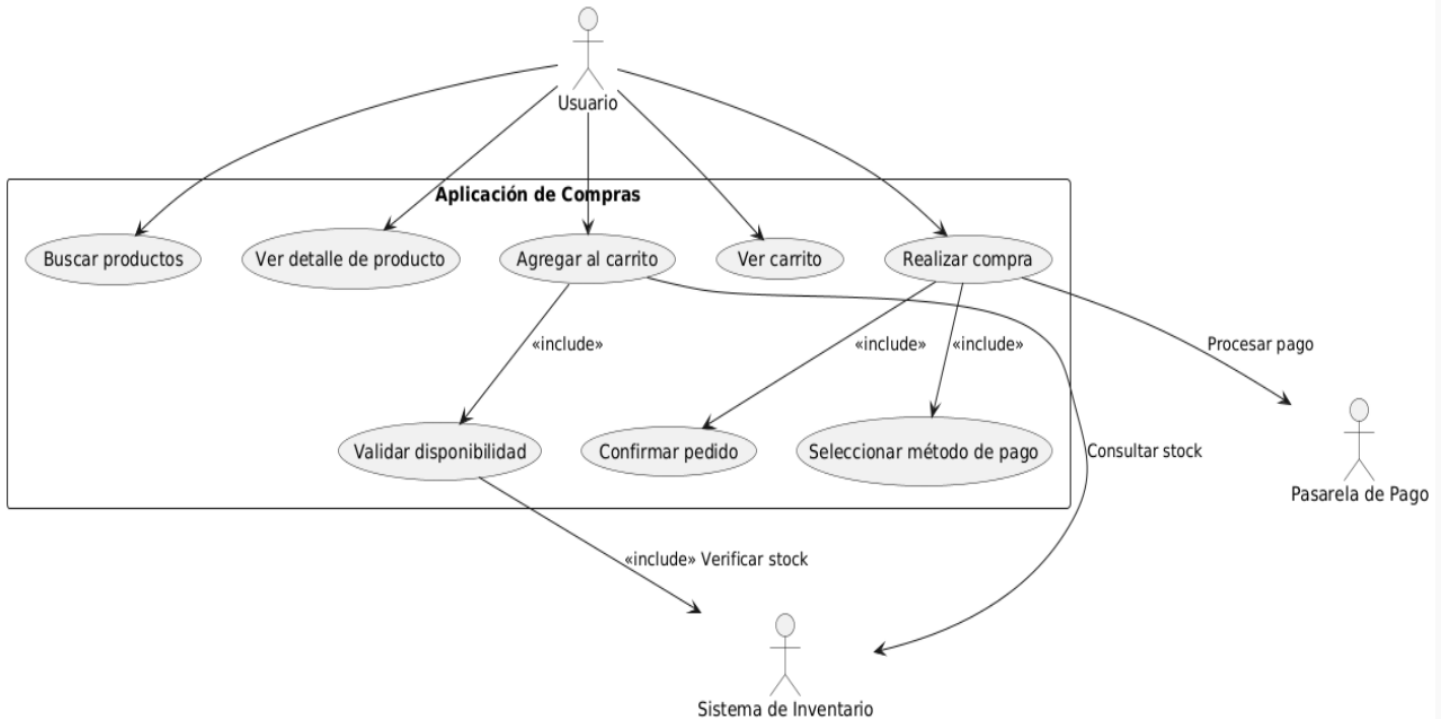 Usuario
Aplicación de Compras
Buscar productos
Ver detalle de producto
Agregar al carrito
Ver carrito
Realizar compra
«include»
«include»
«include»
Procesar pago
Validar disponibilidad
Confirmar pedido
Seleccionar método de pago
Consultar stock
Pasarela de Pago
«include» Verificar stock
Sistema de Inventario